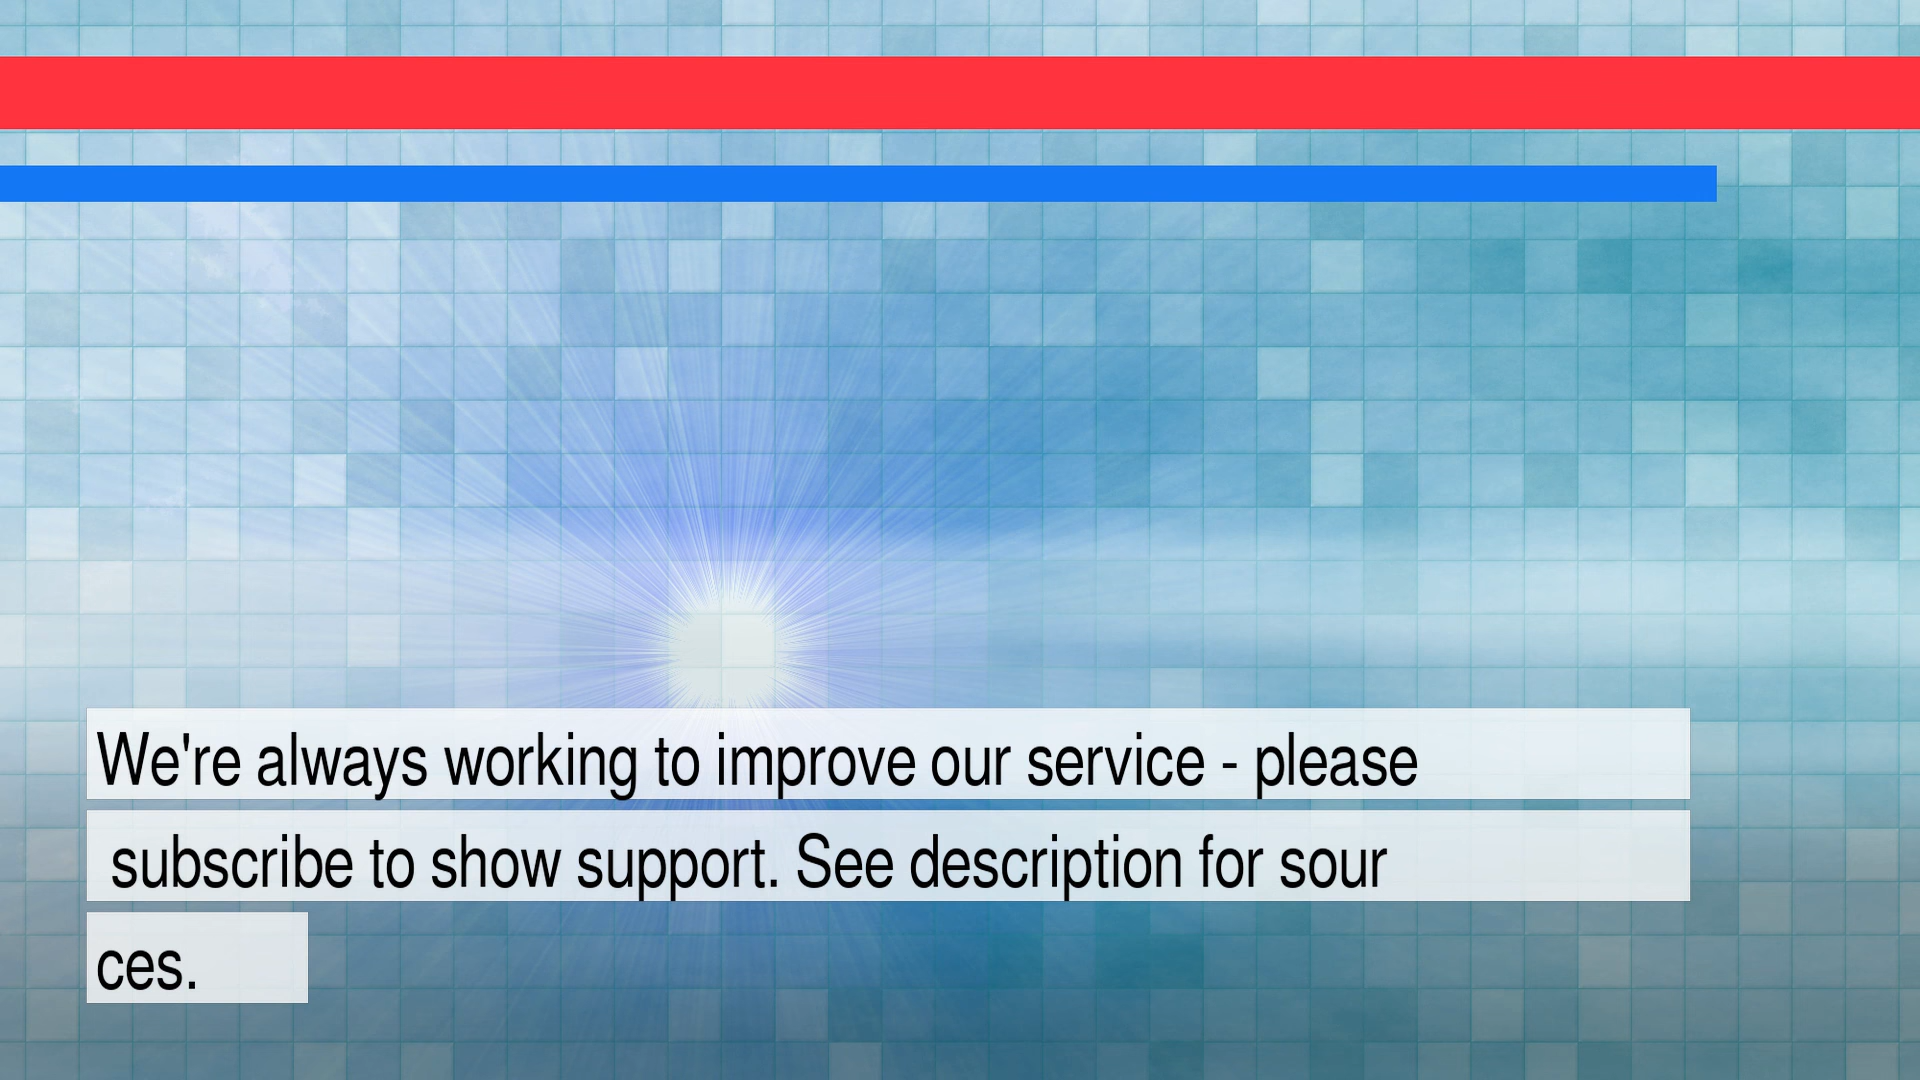 We're always working to improve our service - please
subscribe to show support. See description for sour
ces.